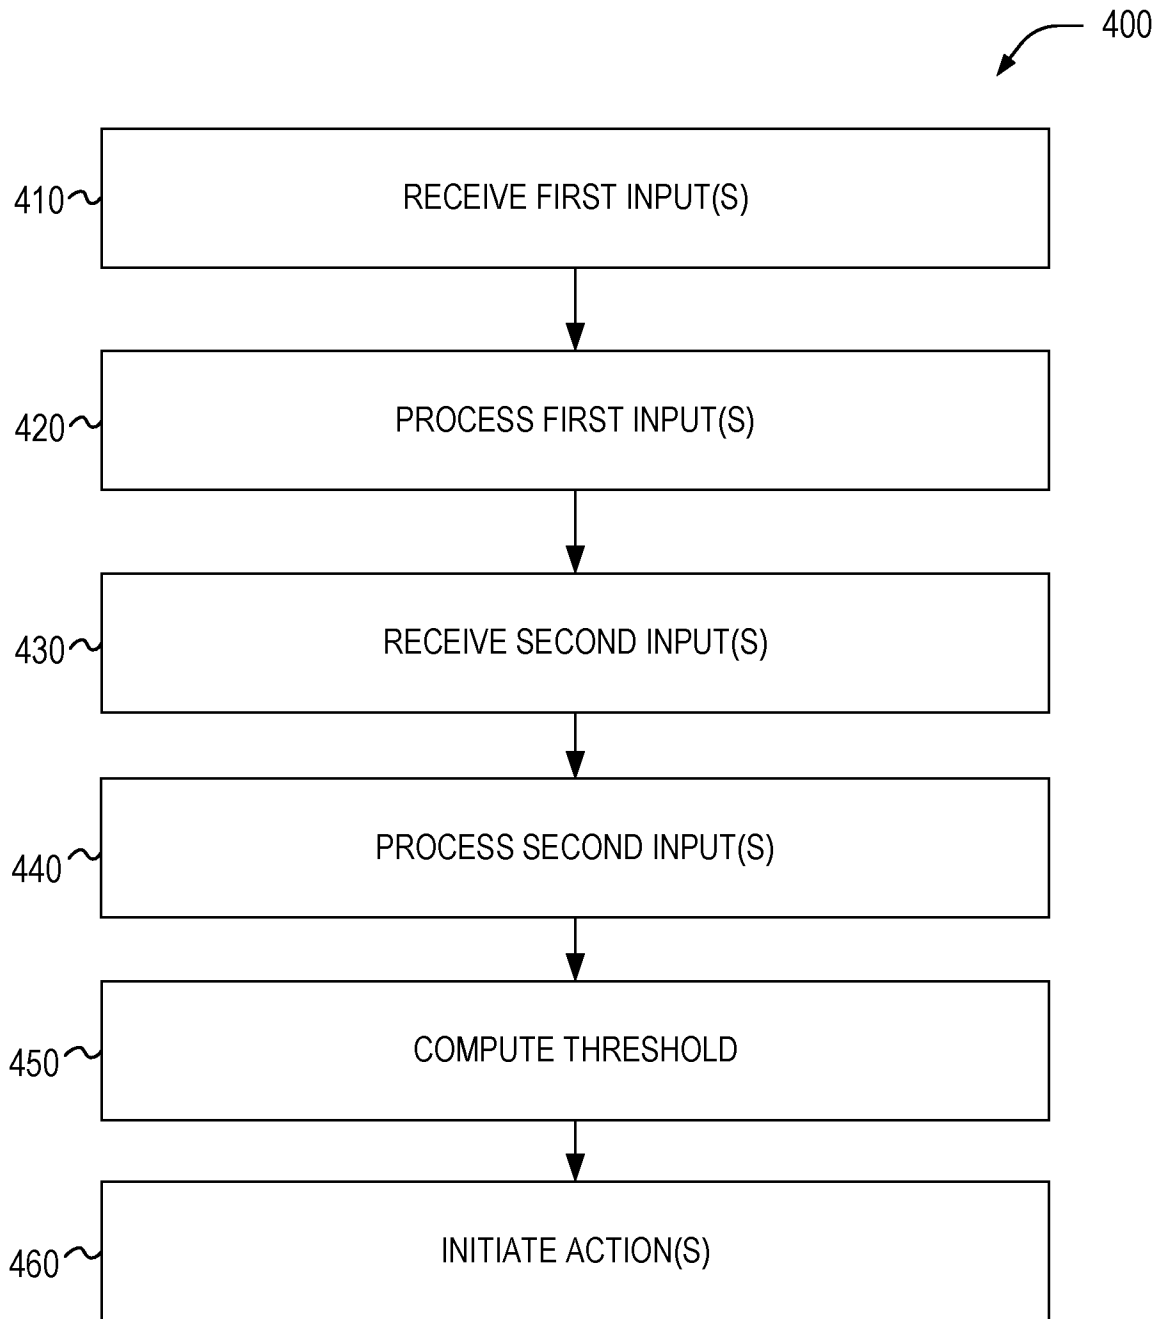 400
410
RECEIVE FIRST INPUT(S)
420
PROCESS FIRST INPUT(S)
430
RECEIVE SECOND INPUT(S)
440
PROCESS SECOND INPUT(S)
450
COMPUTE THRESHOLD
460
INITIATE ACTION(S)